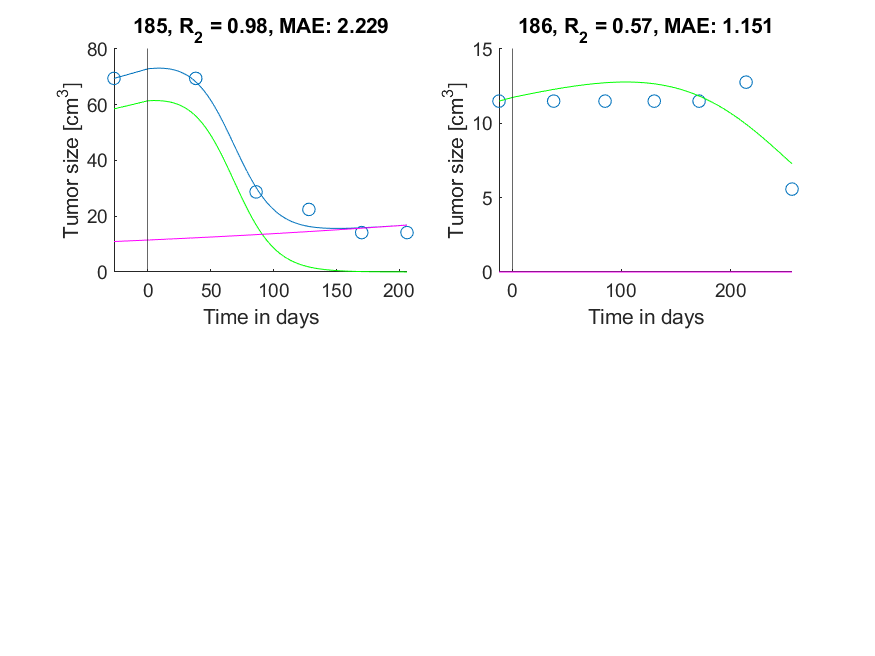 185, R2 = 0.98, MAE: 2.229
80
60
40
20
0
Tumor size [cm3]
0 50 100 150 200
Time in days
186, R2 = 0.57, MAE: 1.151
15
10
5
0
Tumor size [cm3]
0 100 200
Time in days